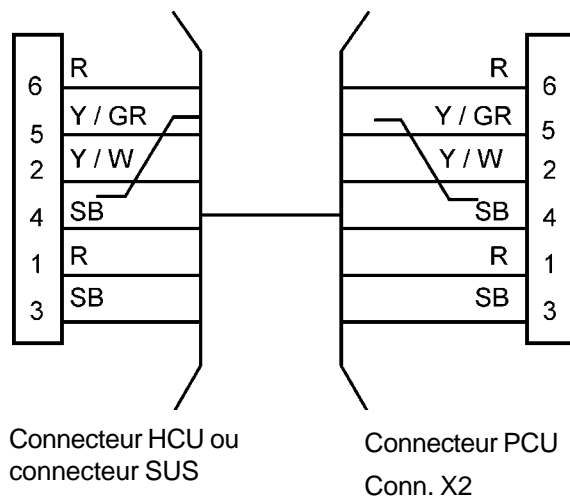 6 R R 6
5 Y / GR Y / GR 5
2 Y / W Y / W 2
4 SB SB 4
1 R R 1
3 SB SB 3
Connecteur HCU ou
connecteur SUS
Connecteur PCU
Conn. X2